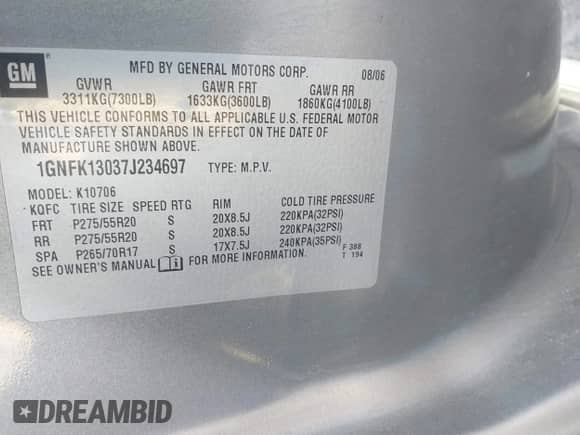 GM
MFD BY GENERAL MOTORS CORP. 08/06
GVWR GAWR FRT GAWR RR
3311KG(7300LB) 1633KG(3600LB) 1860KG(4100LB)
THIS VEHICLE CONFORMS TO ALL APPLICABLE U.S. FEDERAL MOTOR
VEHICLE SAFETY STANDARDS IN EFFECT ON THE DATE OF
MANUFACTURE SHOWN ABOVE.
1GNFK13037J234697 TYPE: M.P.V.
MODEL: K10706
KQFC TIRE SIZE SPEED RTG RIM COLD TIRE PRESSURE
FRT P275/55R20 S 20X8.5J 220KPA(32PSI)
RR P275/55R20 S 20X8.5J 220KPA(32PSI)
SPA P265/70R17 S 17X7.5J 240KPA(35PSI)
SEE OWNER'S MANUAL FOR MORE INFORMATION.
F 388
T 194
DREAMBID